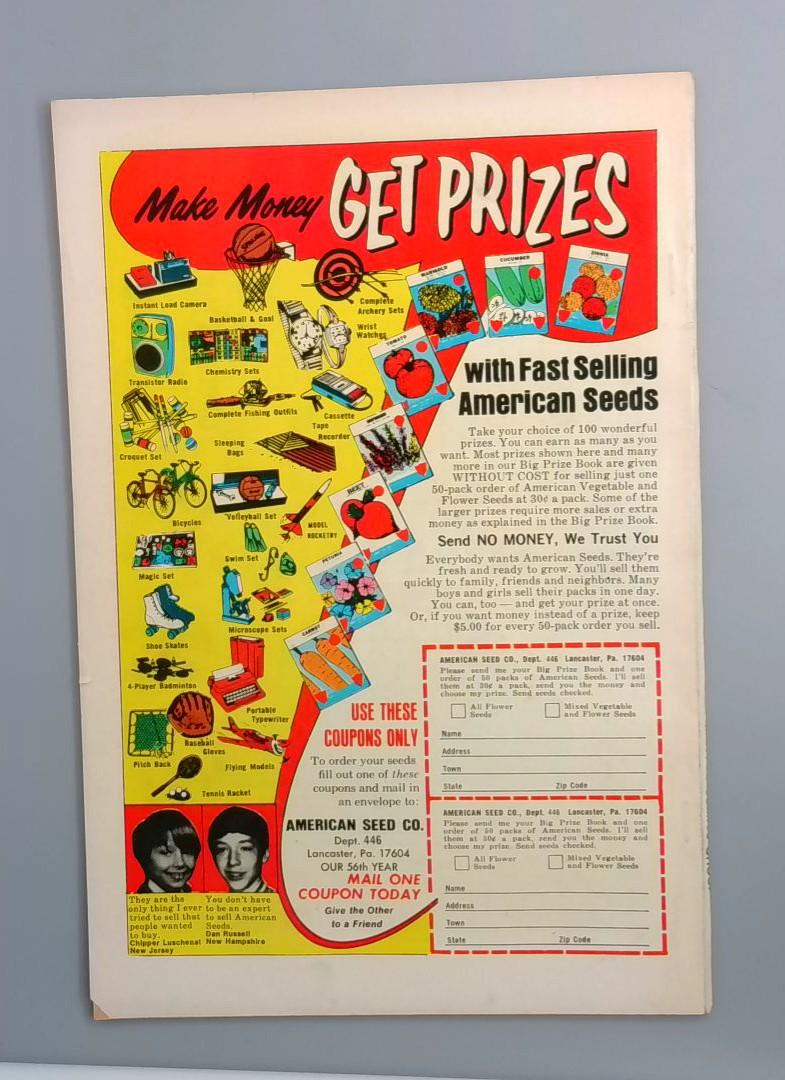 Make Money GET PRIZES
SPALDING
Instant Load Camera
Basketball & Goal
Complete
Archery Sets
Transistor Radio
Chemistry Sets
Wrist
Watches
Complete Fishing Outfits
Cassette
Tape
Recorder
Croquet Set
Sleeping
Bags
Bicycles
Volleyball Set
MODEL
ROCKETRY
Swim Set
Magic Set
Microscope Sets
Shoe Skates
4-Player Badminton
Portable
Typewriter
Baseball
Gloves
Pitch Back
Flying Models
Tennis Racket
MARIGOLD
CUCUMBER
ZINNIA
TOMATO
BEET
PETUNIA
CARROT
with Fast Selling
American Seeds
Take your choice of 100 wonderful
prizes. You can earn as many as you
want. Most prizes shown here and many
more in our Big Prize Book are given
WITHOUT COST for selling just one
50-pack order of American Vegetable and
Flower Seeds at 30¢ a pack. Some of the
larger prizes require more sales or extra
money as explained in the Big Prize Book.
Send NO MONEY, We Trust You
Everybody wants American Seeds. They're
fresh and ready to grow. You'll sell them
quickly to family, friends and neighbors. Many
boys and girls sell their packs in one day.
You can, too — and get your prize at once.
Or, if you want money instead of a prize, keep
$5.00 for every 50-pack order you sell.
USE THESE
COUPONS ONLY
To order your seeds
fill out one of these
coupons and mail in
an envelope to:
AMERICAN SEED CO.
Dept. 446
Lancaster, Pa. 17604
OUR 56th YEAR
MAIL ONE
COUPON TODAY
Give the Other
to a Friend
AMERICAN SEED CO., Dept. 446 Lancaster, Pa. 17604
Please send me your Big Prize Book and one
order of 50 packs of American Seeds. I'll sell
them at 30¢ a pack, send you the money and
choose my prize. Send seeds checked.
All Flower
Seeds
Mixed Vegetable
and Flower Seeds
Name
Address
Town
State Zip Code
AMERICAN SEED CO., Dept. 446 Lancaster, Pa. 17604
Please send me your Big Prize Book and one
order of 50 packs of American Seeds. I'll sell
them at 30¢ a pack, send you the money and
choose my prize. Send seeds checked.
All Flower
Seeds
Mixed Vegetable
and Flower Seeds
Name
Address
Town
State Zip Code
They are the
only thing I ever
tried to sell that
people wanted
to buy.
Chipper Luschenat
New Jersey
You don't have
to be an expert
to sell American
Seeds.
Dan Russell
New Hampshire